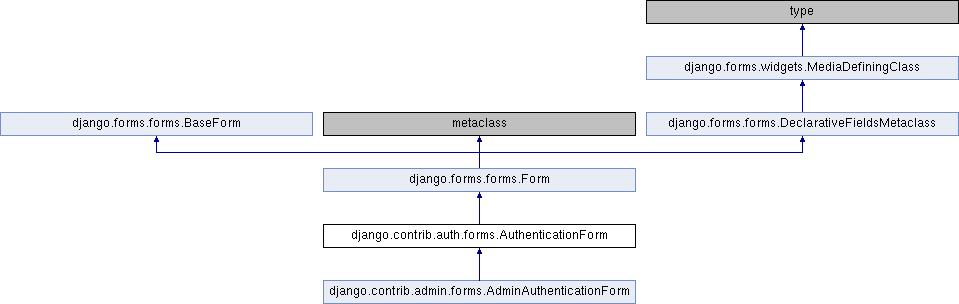 type
django.forms.widgets.MediaDefiningClass
django.forms.forms.BaseForm
metaclass
django.forms.forms.DeclarativeFieldsMetaclass
django.forms.forms.Form
django.contrib.auth.forms.AuthenticationForm
django.contrib.admin.forms.AdminAuthenticationForm